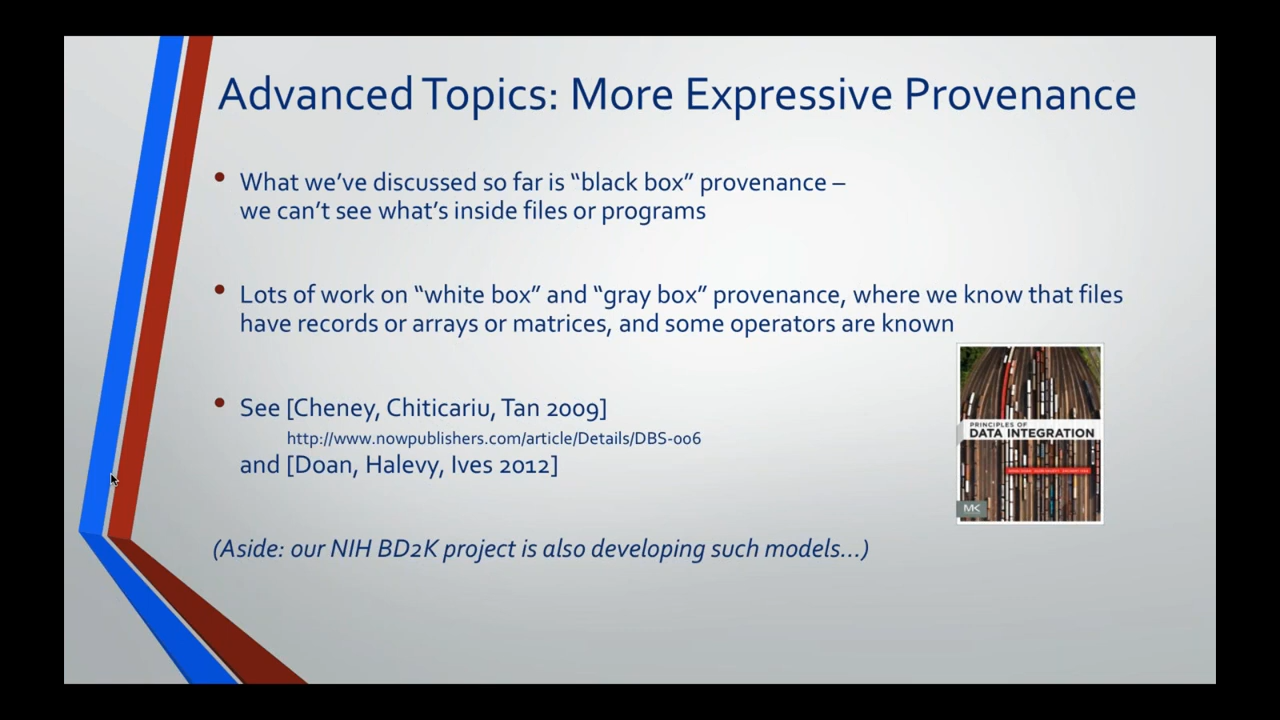 Advanced Topics: More Expressive Provenance
• What we’ve discussed so far is “black box” provenance –
we can’t see what’s inside files or programs
• Lots of work on “white box” and “gray box” provenance, where we know that files
have records or arrays or matrices, and some operators are known
• See [Cheney, Chiticariu, Tan 2009]
http://www.nowpublishers.com/article/Details/DBS-006
and [Doan, Halevy, Ives 2012]
PRINCIPLES OF
DATA INTEGRATION
MK
(Aside: our NIH BD2K project is also developing such models…)